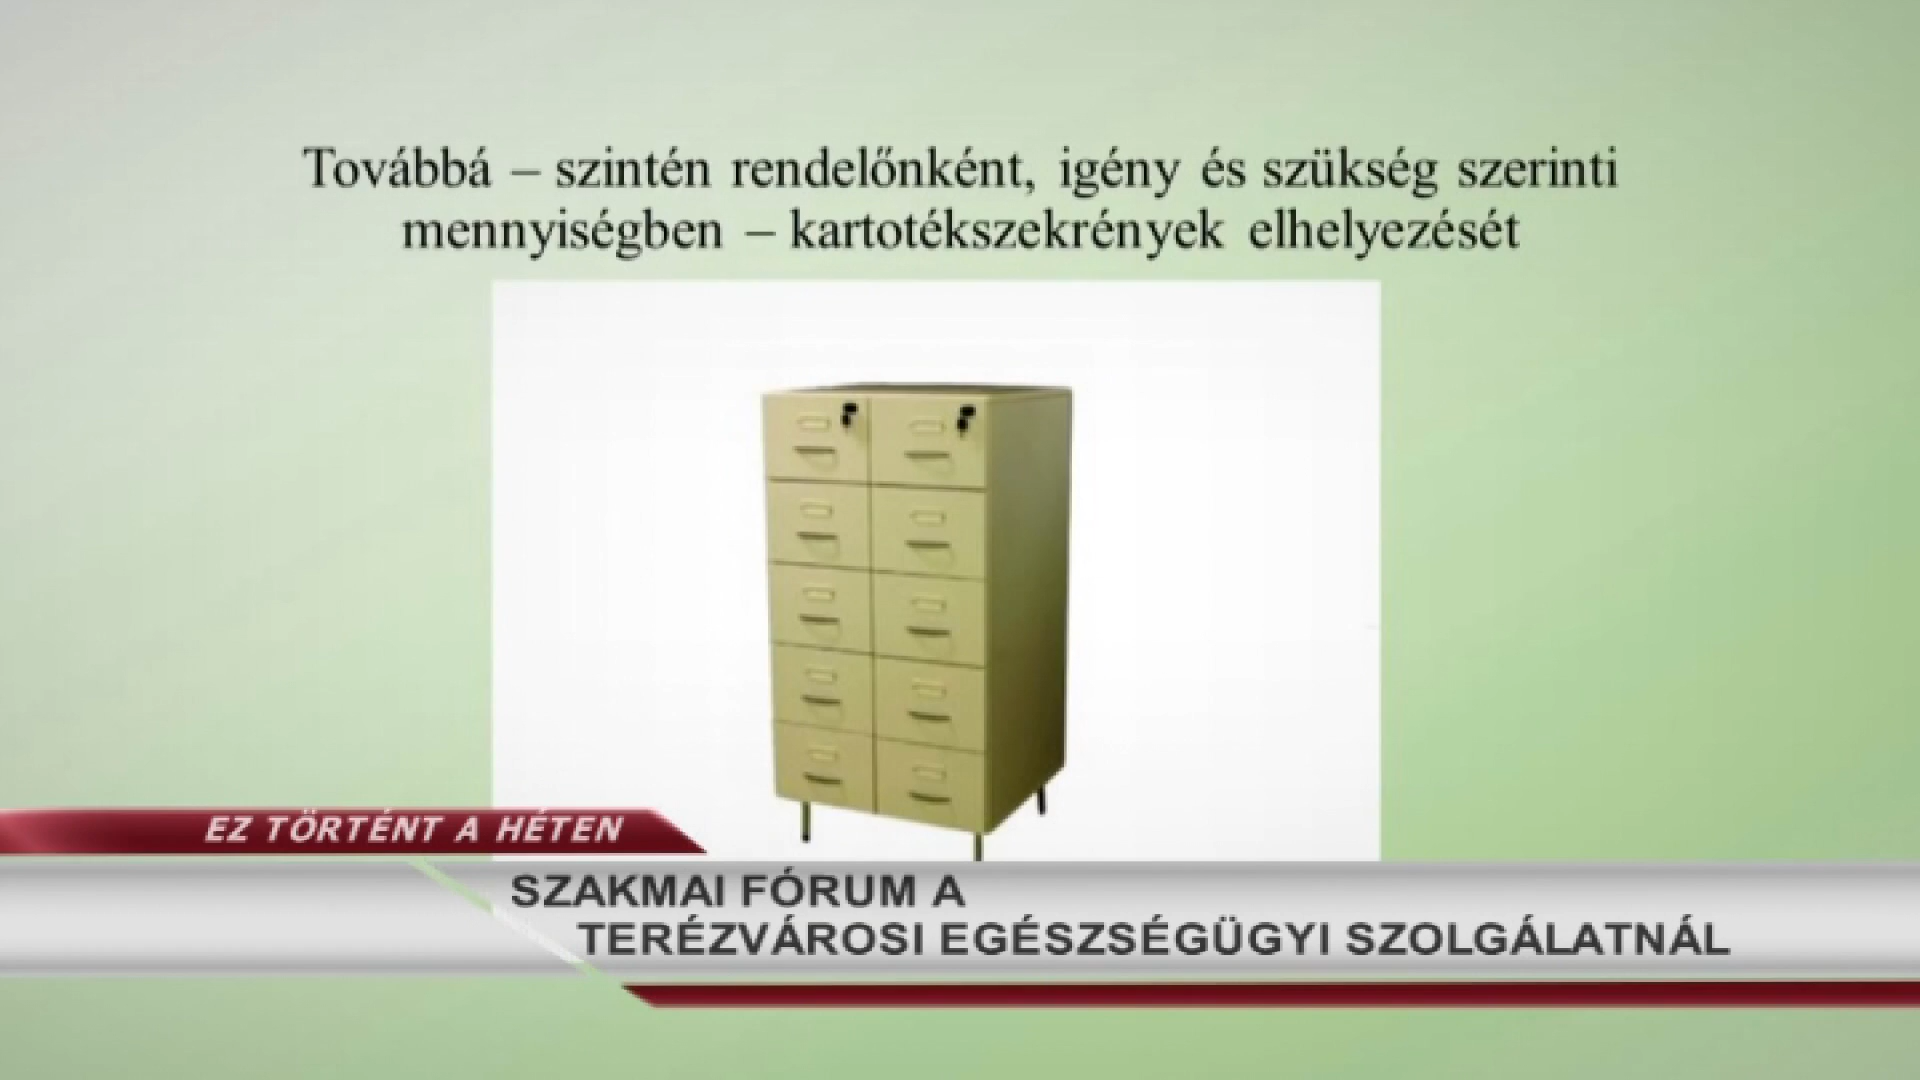 Továbbá – szintén rendelőnként, igény és szükség szerinti
mennyiségben – kartotékszekrények elhelyezését
EZ TÖRTÉNT A HÉTEN
SZAKMAI FÓRUM A
TERÉZVÁROSI EGÉSZSÉGÜGYI SZOLGÁLATNÁL